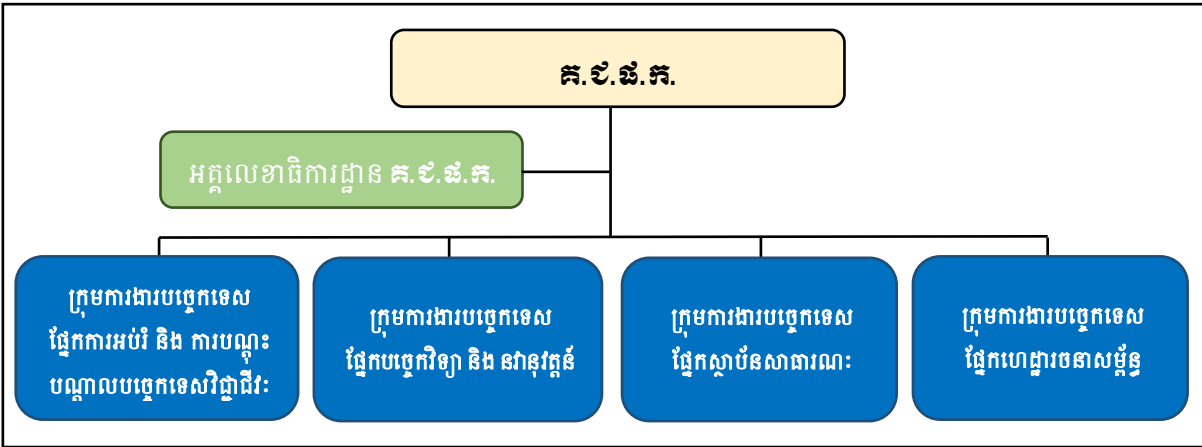 គ.ជ.ផ.ក.
អគ្គលេខាធិការដ្ឋាន គ.ជ.ផ.ក.
ក្រុមការងារបច្ចេកទេស
ផ្នែកការអប់រំ និង ការបណ្តុះ
បណ្តាលបច្ចេកទេសវិជ្ជាជីវៈ
ក្រុមការងារបច្ចេកទេស
ផ្នែកបច្ចេកវិទ្យា និង នវានុវត្តន៍
ក្រុមការងារបច្ចេកទេស
ផ្នែកស្ថាប័នសាធារណៈ
ក្រុមការងារបច្ចេកទេស
ផ្នែកហេដ្ឋារចនាសម្ព័ន្ធ